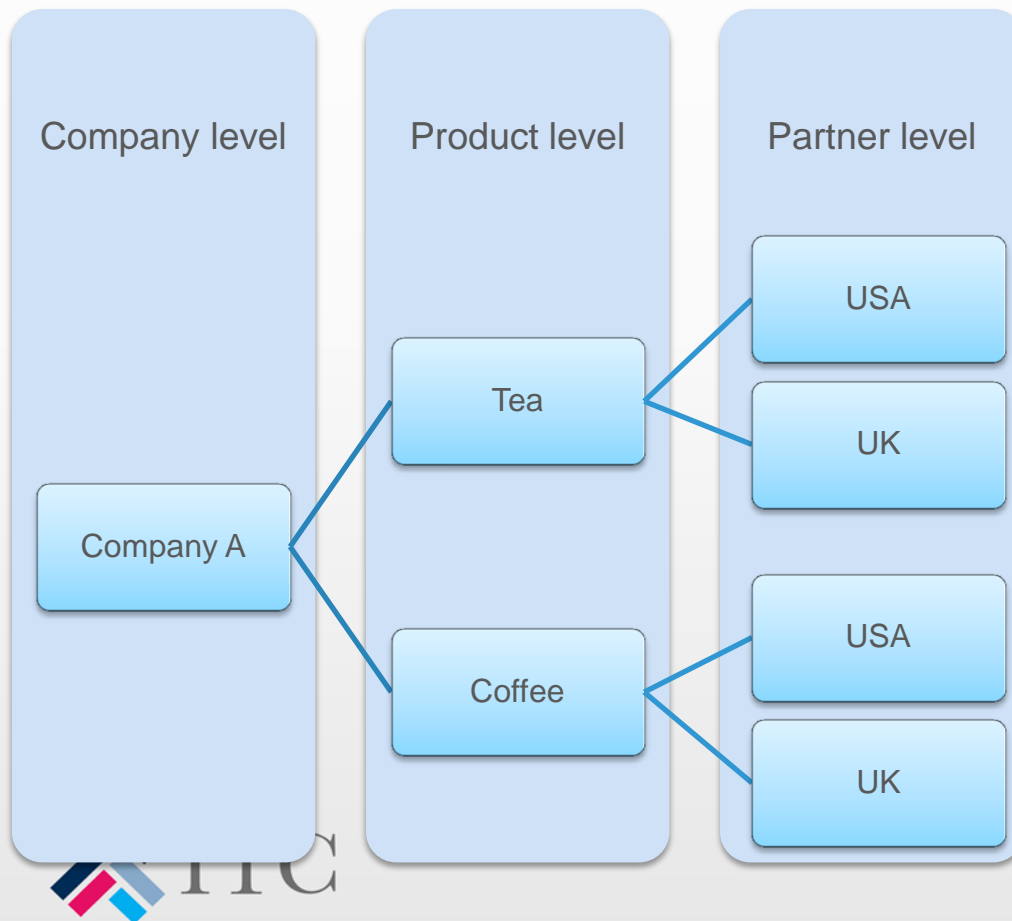 Company level
Product level
Partner level
Company A
Tea
Coffee
USA
UK
USA
UK
ITC